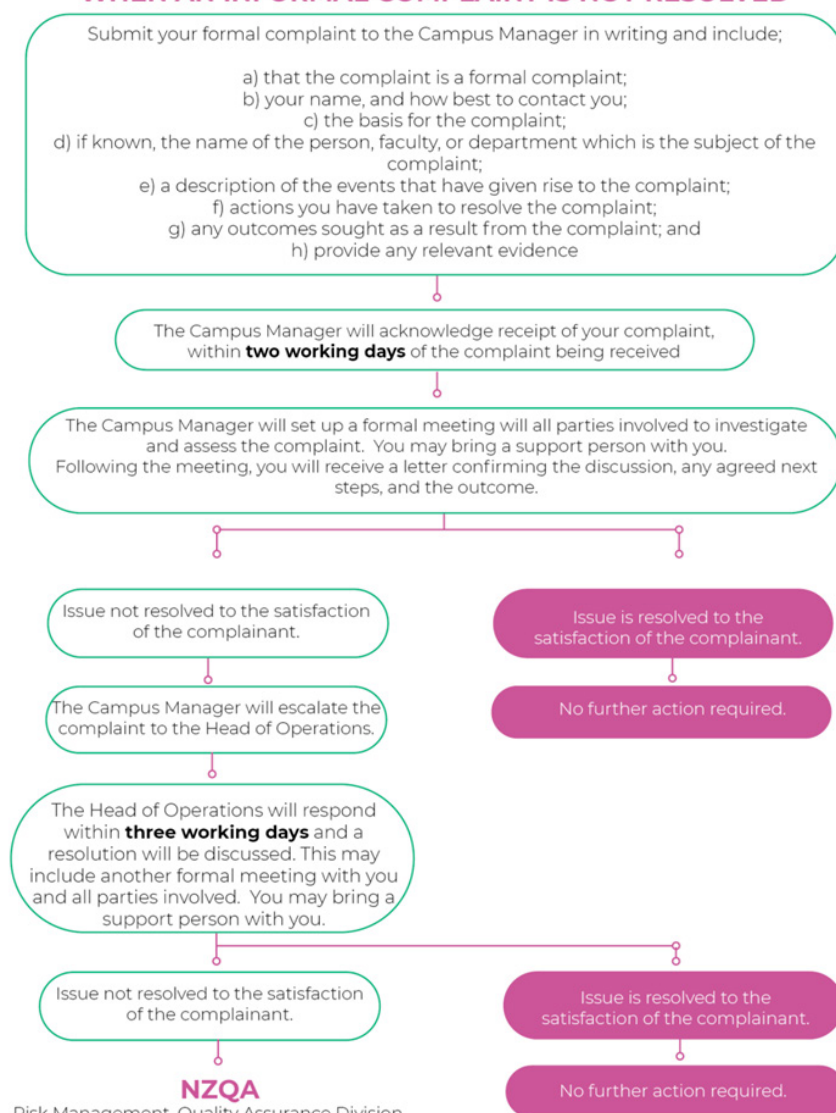 WHEN AN INFORMAL COMPLAINT IS NOT RESOLVED
Submit your formal complaint to the Campus Manager in writing and include;
a) that the complaint is a formal complaint;
b) your name, and how best to contact you;
c) the basis for the complaint;
d) if known, the name of the person, faculty, or department which is the subject of the
complaint;
e) a description of the events that have given rise to the complaint;
f) actions you have taken to resolve the complaint;
g) any outcomes sought as a result from the complaint; and
h) provide any relevant evidence
The Campus Manager will acknowledge receipt of your complaint,
within two working days of the complaint being received
The Campus Manager will set up a formal meeting will all parties involved to investigate
and assess the complaint. You may bring a support person with you.
Following the meeting, you will receive a letter confirming the discussion, any agreed next
steps, and the outcome.
Issue not resolved to the satisfaction
of the complainant.
Issue is resolved to the
satisfaction of the complainant.
The Campus Manager will escalate the
complaint to the Head of Operations.
No further action required.
The Head of Operations will respond
within three working days and a
resolution will be discussed. This may
include another formal meeting with you
and all parties involved. You may bring a
support person with you.
Issue not resolved to the satisfaction
of the complainant.
Issue is resolved to the
satisfaction of the complainant.
NZQA
Risk Management, Quality Assurance Division
No further action required.